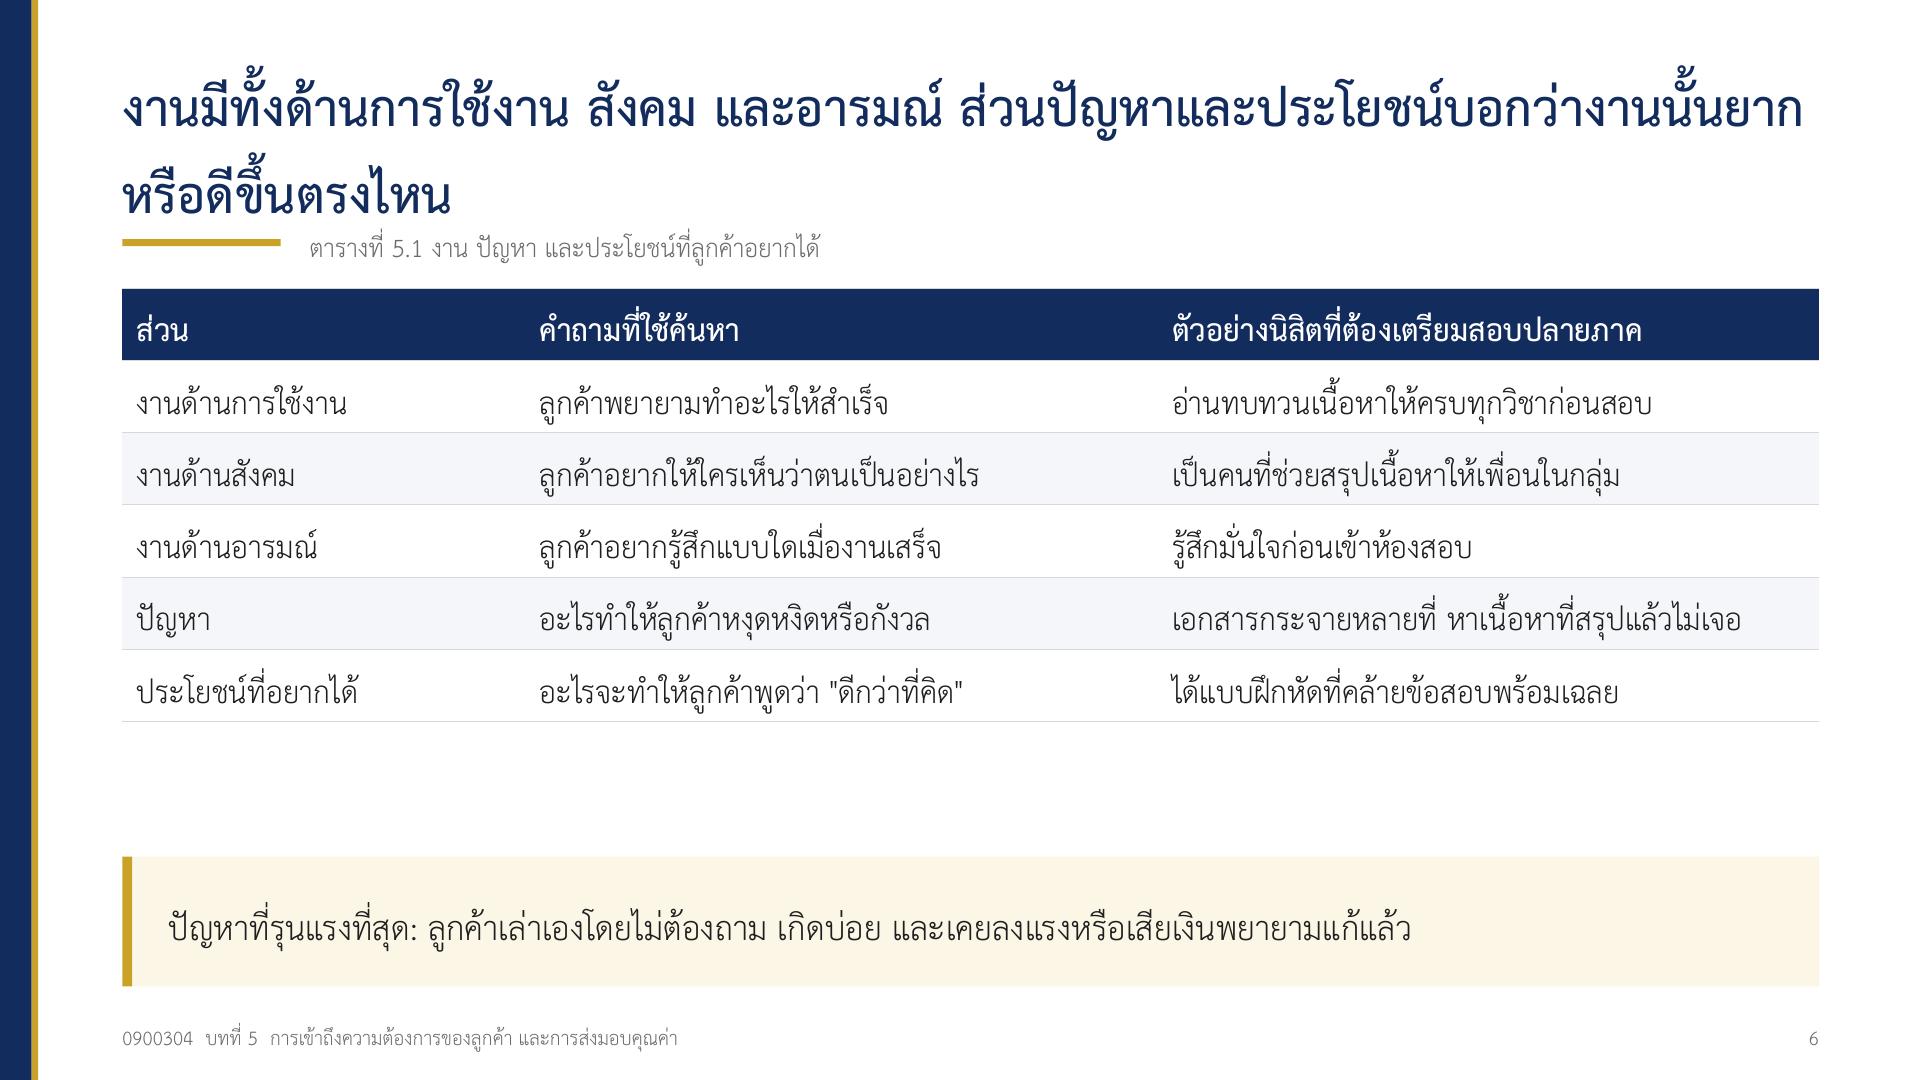 งานมีทั้งด้านการใช้งาน สังคม และอารมณ์ ส่วนปัญหาและประโยชน์บอกว่างานนั้นยาก
หรือดีขึ้นตรงไหน
ตารางที่ 5.1 งาน ปัญหา และประโยชน์ที่ลูกค้าอยากได้
ส่วน คำถามที่ใช้ค้นหา ตัวอย่างนิสิตที่ต้องเตรียมสอบปลายภาค
งานด้านการใช้งาน ลูกค้าพยายามทำอะไรให้สำเร็จ อ่านทบทวนเนื้อหาให้ครบทุกวิชาก่อนสอบ
งานด้านสังคม ลูกค้าอยากให้ใครเห็นว่าตนเป็นอย่างไร เป็นคนที่ช่วยสรุปเนื้อหาให้เพื่อนในกลุ่ม
งานด้านอารมณ์ ลูกค้าอยากรู้สึกแบบใดเมื่องานเสร็จ รู้สึกมั่นใจก่อนเข้าห้องสอบ
ปัญหา อะไรทำให้ลูกค้าหงุดหงิดหรือกังวล เอกสารกระจายหลายที่ หาเนื้อหาที่สรุปแล้วไม่เจอ
ประโยชน์ที่อยากได้ อะไรจะทำให้ลูกค้าพูดว่า "ดีกว่าที่คิด" ได้แบบฝึกหัดที่คล้ายข้อสอบพร้อมเฉลย
ปัญหาที่รุนแรงที่สุด: ลูกค้าเล่าเองโดยไม่ต้องถาม เกิดบ่อย และเคยลงแรงหรือเสียเงินพยายามแก้แล้ว
0900304 บทที่ 5 การเข้าถึงความต้องการของลูกค้า และการส่งมอบคุณค่า 6